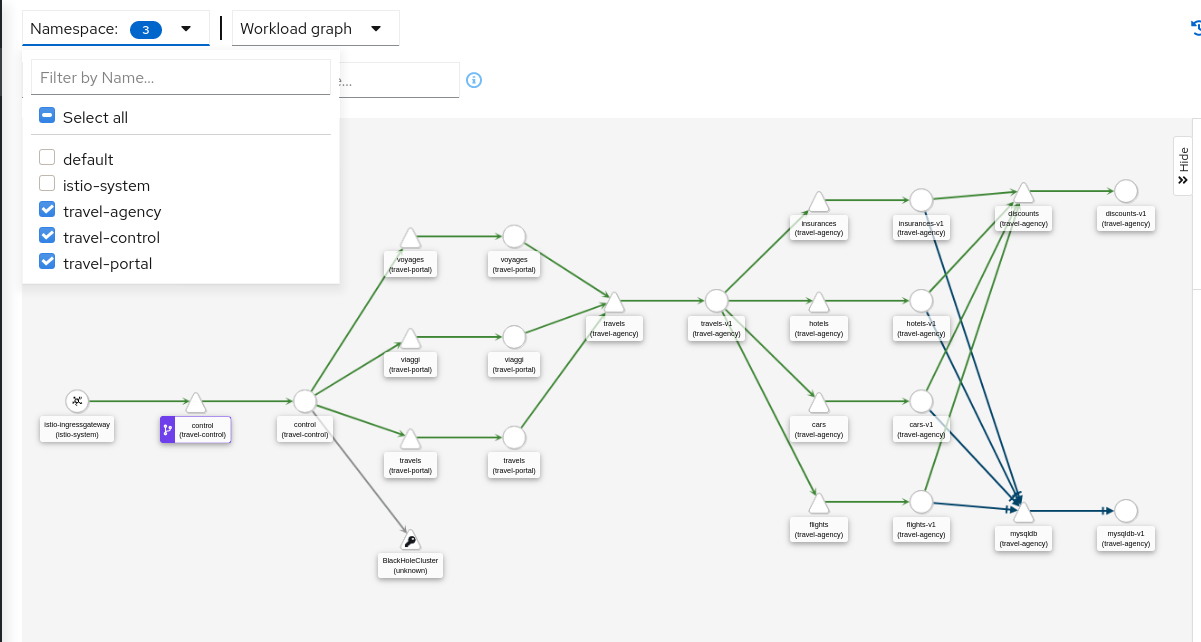 Namespace: 3
Workload graph
Filter by Name...
e...
Select all
default
istio-system
travel-agency
travel-control
travel-portal
Hide
voyages
(travel-portal)
voyages
(travel-portal)
viaggi
(travel-portal)
viaggi
(travel-portal)
travels
(travel-portal)
travels
(travel-portal)
istio-ingressgateway
(istio-system)
control
(travel-control)
control
(travel-control)
BlackHoleCluster
(unknown)
travels
(travel-agency)
travels-v1
(travel-agency)
insurances
(travel-agency)
insurances-v1
(travel-agency)
discounts
(travel-agency)
discounts-v1
(travel-agency)
hotels
(travel-agency)
hotels-v1
(travel-agency)
cars
(travel-agency)
cars-v1
(travel-agency)
flights
(travel-agency)
flights-v1
(travel-agency)
mysqldb
(travel-agency)
mysqldb-v1
(travel-agency)